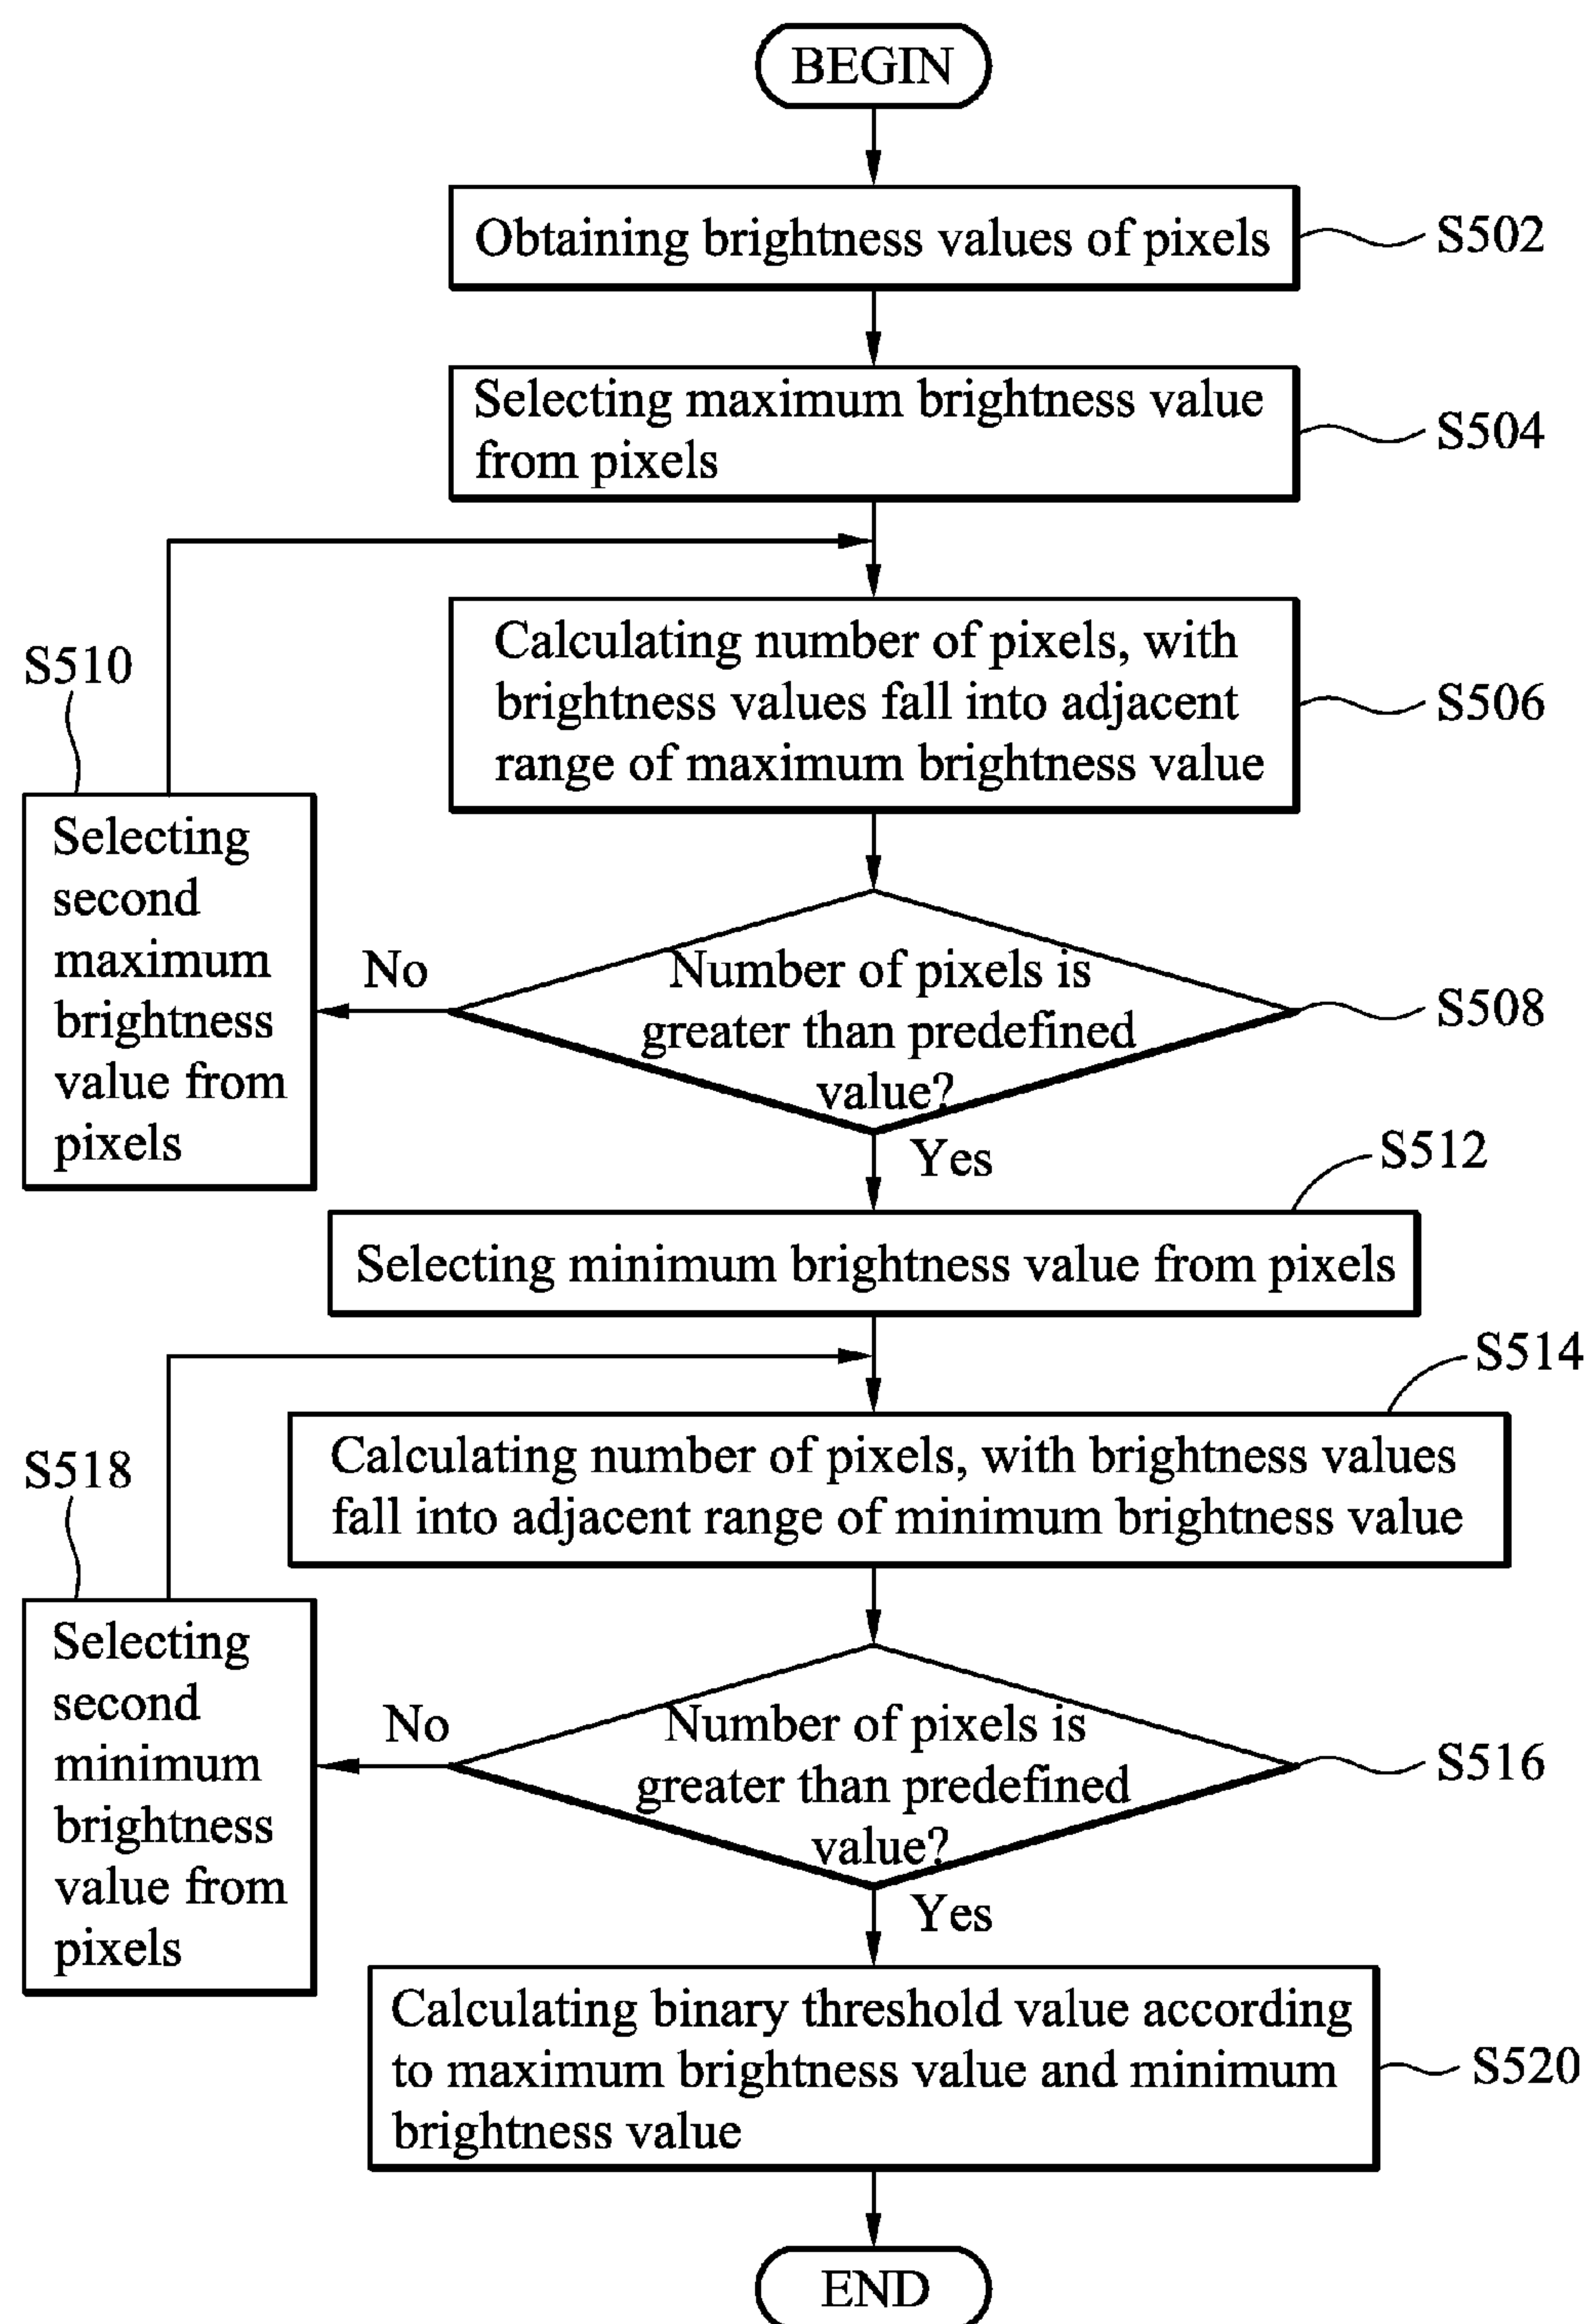 BEGIN
Obtaining brightness values of pixels
S502
Selecting maximum brightness value
from pixels
S504
Calculating number of pixels, with
brightness values fall into adjacent
range of maximum brightness value
S506
S510
Selecting
second
maximum
brightness
value from
pixels
No
Number of pixels is
greater than predefined
value?
S508
Yes
S512
Selecting minimum brightness value from pixels
S514
Calculating number of pixels, with brightness values
fall into adjacent range of minimum brightness value
S518
Selecting
second
minimum
brightness
value from
pixels
No
Number of pixels is
greater than predefined
value?
S516
Yes
Calculating binary threshold value according
to maximum brightness value and minimum
brightness value
S520
END